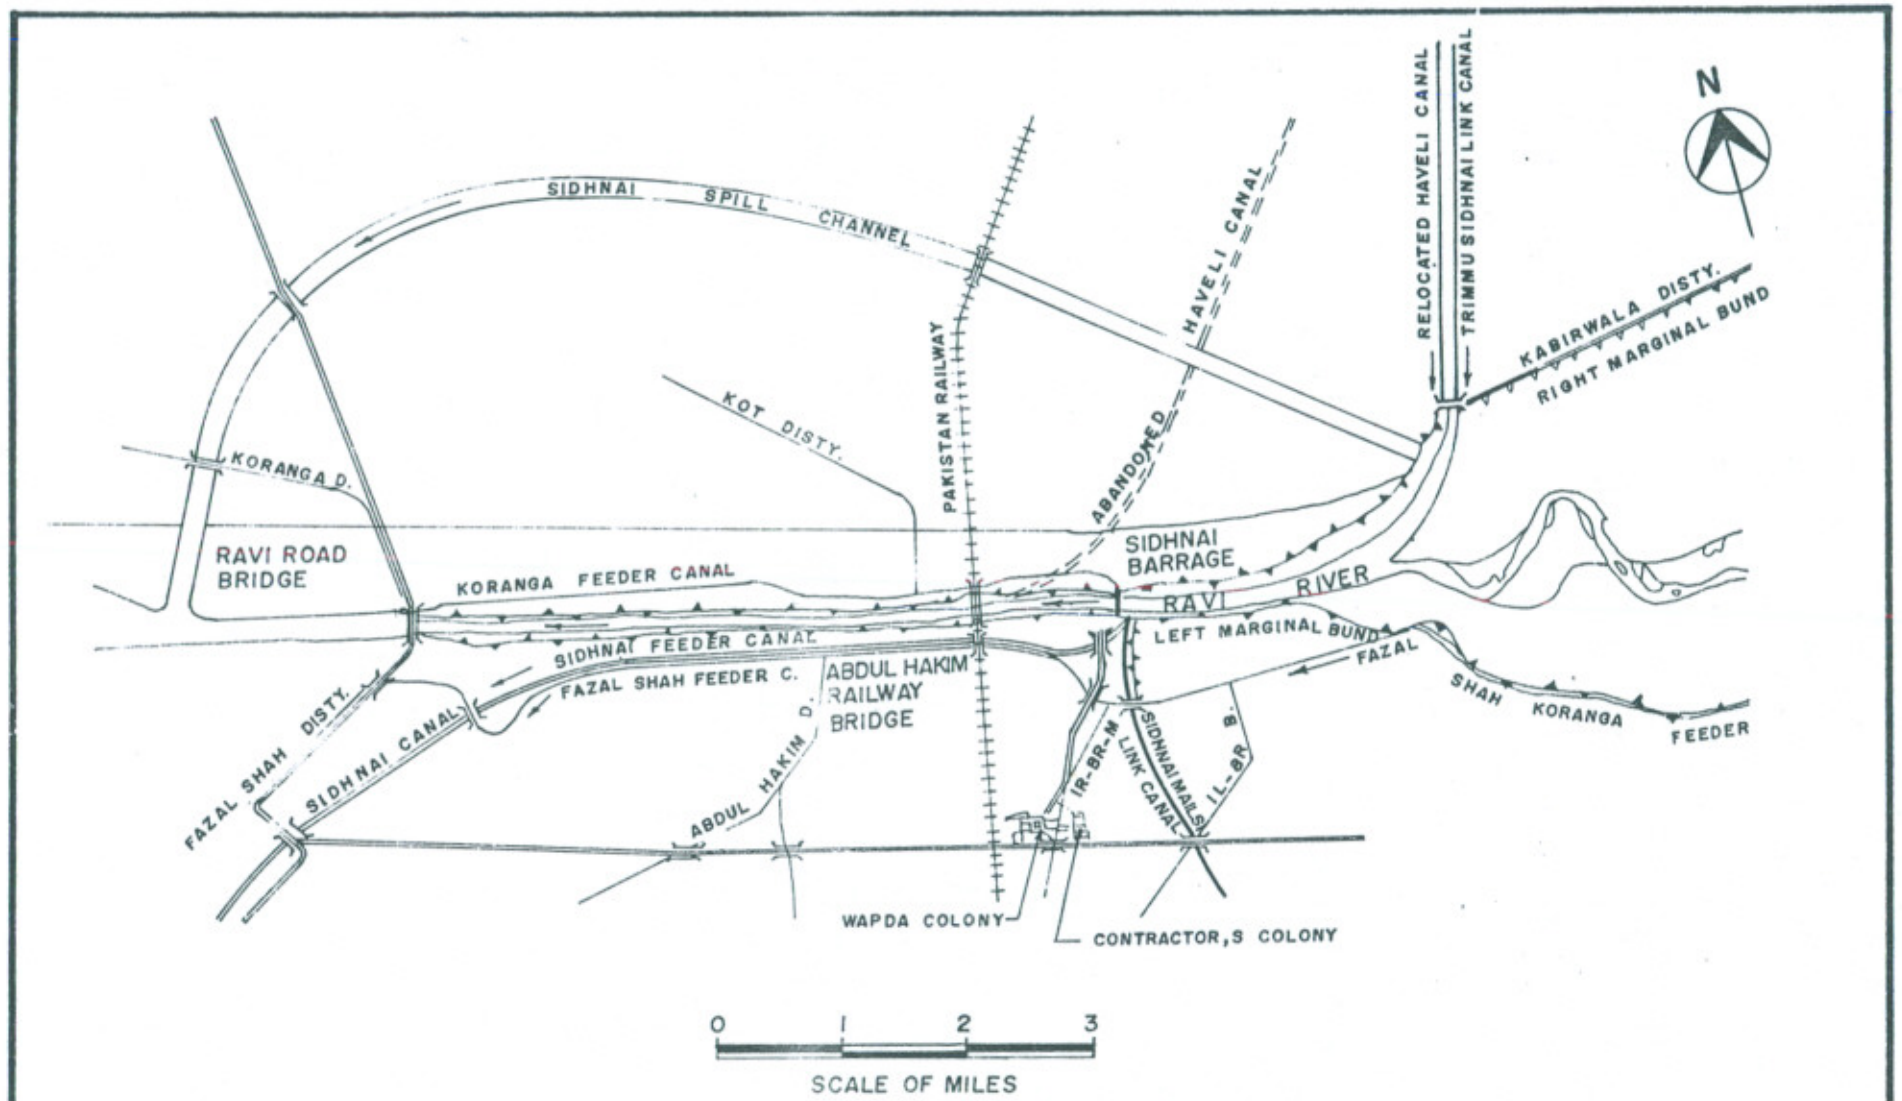 N
RELOCATED HAVELI CANAL
TRIMMU SIDHNAI LINK CANAL
SIDHNAI SPILL CHANNEL
HAVELI CANAL
ABANDONED
KABIRWALA DISTY.
RIGHT MARGINAL BUND
PAKISTAN RAILWAY
KOT DISTY.
KORANGA D.
RAVI ROAD
BRIDGE
KORANGA FEEDER CANAL
SIDHNAI
BARRAGE
RAVI RIVER
LEFT MARGINAL BUND
SIDHNAI FEEDER CANAL
FAZAL SHAH FEEDER C.
ABDUL HAKIM
RAILWAY
BRIDGE
FAZAL SHAH KORANGA FEEDER
FAZAL SHAH DISTY.
SIDHNAI CANAL
ABDUL HAKIM D.
IR-BR-M
SIDHNAI MAILSI
LINK CANAL
IL-BR B.
WAPDA COLONY
CONTRACTOR,S COLONY
0 1 2 3
SCALE OF MILES